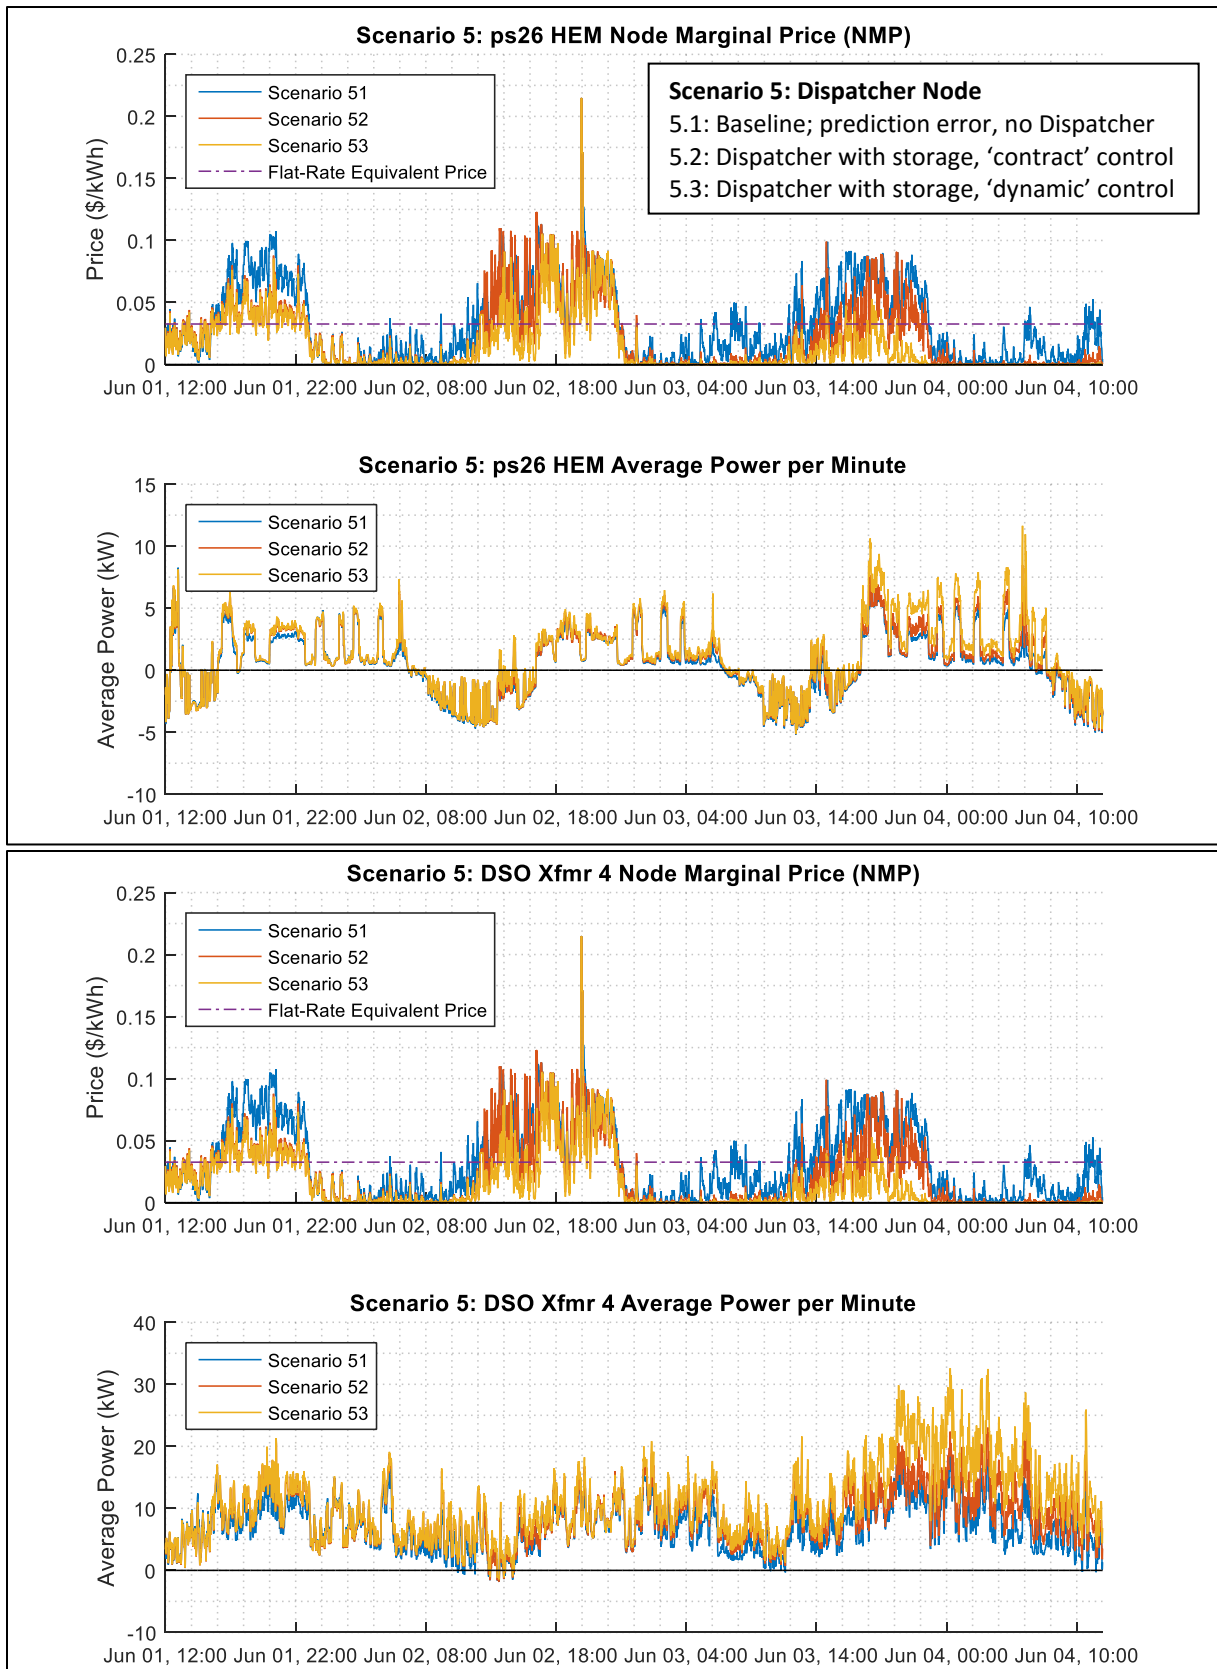 Scenario 5: ps26 HEM Node Marginal Price (NMP)
0.25
0.2
0.15
0.1
0.05
0
Price ($/kWh)
Scenario 51
Scenario 52
Scenario 53
Flat-Rate Equivalent Price
Scenario 5: Dispatcher Node
5.1: Baseline; prediction error, no Dispatcher
5.2: Dispatcher with storage, ‘contract’ control
5.3: Dispatcher with storage, ‘dynamic’ control
Jun 01, 12:00 Jun 01, 22:00 Jun 02, 08:00 Jun 02, 18:00 Jun 03, 04:00 Jun 03, 14:00 Jun 04, 00:00 Jun 04, 10:00
Scenario 5: ps26 HEM Average Power per Minute
15
10
5
0
-5
-10
Average Power (kW)
Scenario 51
Scenario 52
Scenario 53
Jun 01, 12:00 Jun 01, 22:00 Jun 02, 08:00 Jun 02, 18:00 Jun 03, 04:00 Jun 03, 14:00 Jun 04, 00:00 Jun 04, 10:00
Scenario 5: DSO Xfmr 4 Node Marginal Price (NMP)
0.25
0.2
0.15
0.1
0.05
0
Price ($/kWh)
Scenario 51
Scenario 52
Scenario 53
Flat-Rate Equivalent Price
Jun 01, 12:00 Jun 01, 22:00 Jun 02, 08:00 Jun 02, 18:00 Jun 03, 04:00 Jun 03, 14:00 Jun 04, 00:00 Jun 04, 10:00
Scenario 5: DSO Xfmr 4 Average Power per Minute
40
30
20
10
0
-10
Average Power (kW)
Scenario 51
Scenario 52
Scenario 53
Jun 01, 12:00 Jun 01, 22:00 Jun 02, 08:00 Jun 02, 18:00 Jun 03, 04:00 Jun 03, 14:00 Jun 04, 00:00 Jun 04, 10:00